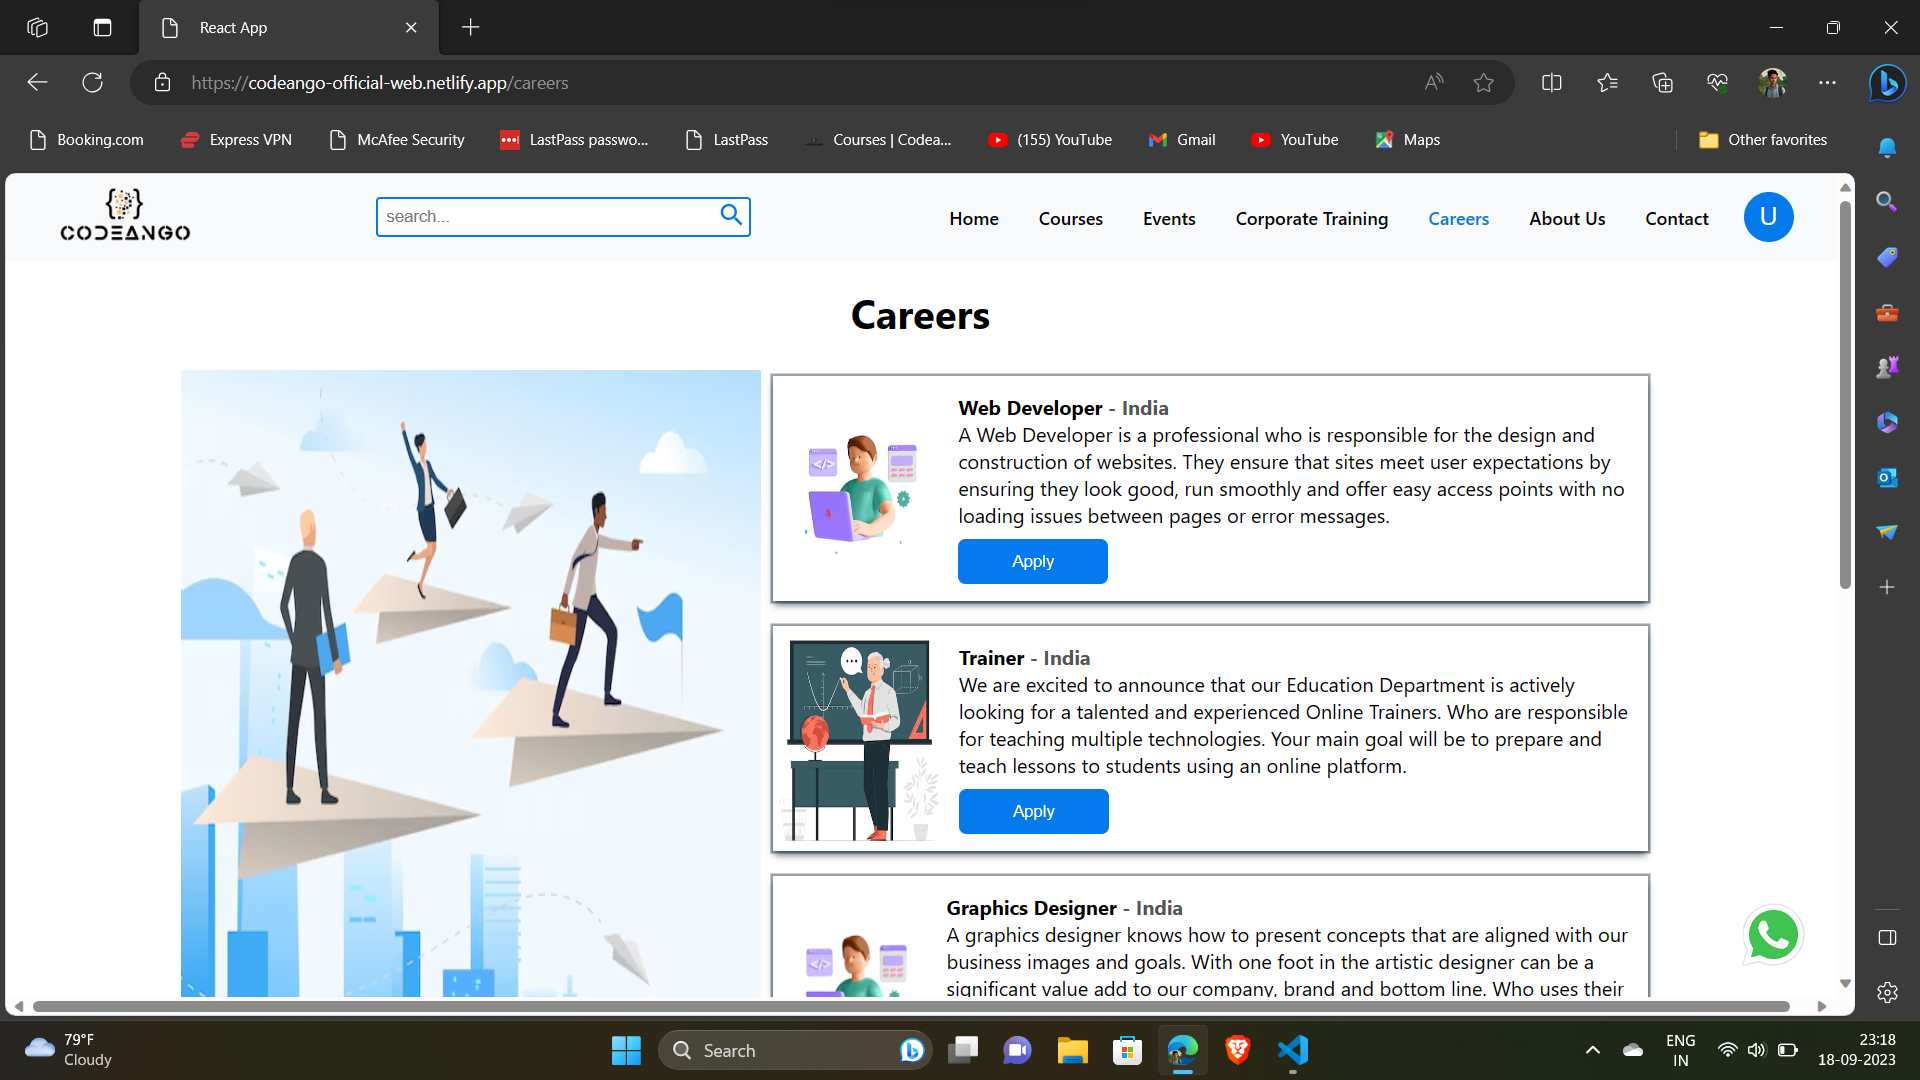 React App
https://codeango-official-web.netlify.app/careers
Booking.com
Express VPN
McAfee Security
LastPass passwo...
LastPass
Courses | Codea...
(155) YouTube
Gmail
YouTube
Maps
Other favorites
CODEANGO
search...
Home
Courses
Events
Corporate Training
Careers
About Us
Contact
U
Careers
Web Developer - India
A Web Developer is a professional who is responsible for the design and
construction of websites. They ensure that sites meet user expectations by
ensuring they look good, run smoothly and offer easy access points with no
loading issues between pages or error messages.
Apply
Trainer - India
We are excited to announce that our Education Department is actively
looking for a talented and experienced Online Trainers. Who are responsible
for teaching multiple technologies. Your main goal will be to prepare and
teach lessons to students using an online platform.
Apply
Graphics Designer - India
A graphics designer knows how to present concepts that are aligned with our
business images and goals. With one foot in the artistic designer can be a
significant value add to our company, brand and bottom line. Who uses their
79°F
Cloudy
Search
ENG
IN
23:18
18-09-2023